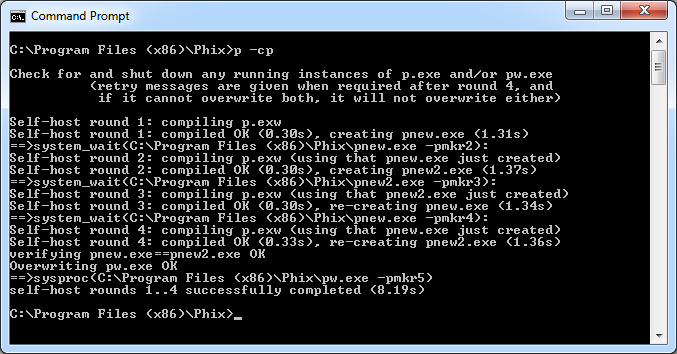 Command Prompt
C:\Program Files (x86)\Phix>p -cp
Check for and shut down any running instances of p.exe and/or pw.exe
(retry messages are given when required after round 4, and
if it cannot overwrite both, it will not overwrite either)
Self-host round 1: compiling p.exw
Self-host round 1: compiled OK (0.30s), creating pnew.exe (1.31s)
==>system_wait(C:\Program Files (x86)\Phix\pnew.exe -pmkr2):
Self-host round 2: compiling p.exw (using that pnew.exe just created)
Self-host round 2: compiled OK (0.30s), creating pnew2.exe (1.37s)
==>system_wait(C:\Program Files (x86)\Phix\pnew2.exe -pmkr3):
Self-host round 3: compiling p.exw (using that pnew2.exe just created)
Self-host round 3: compiled OK (0.30s), re-creating pnew.exe (1.34s)
==>system_wait(C:\Program Files (x86)\Phix\pnew.exe -pmkr4):
Self-host round 4: compiling p.exw (using that pnew.exe just created)
Self-host round 4: compiled OK (0.33s), re-creating pnew2.exe (1.36s)
verifying pnew.exe==pnew2.exe OK
Overwriting pw.exe OK
==>sysproc(C:\Program Files (x86)\Phix\pw.exe -pmkr5)
self-host rounds 1..4 successfully completed (8.19s)
C:\Program Files (x86)\Phix>_